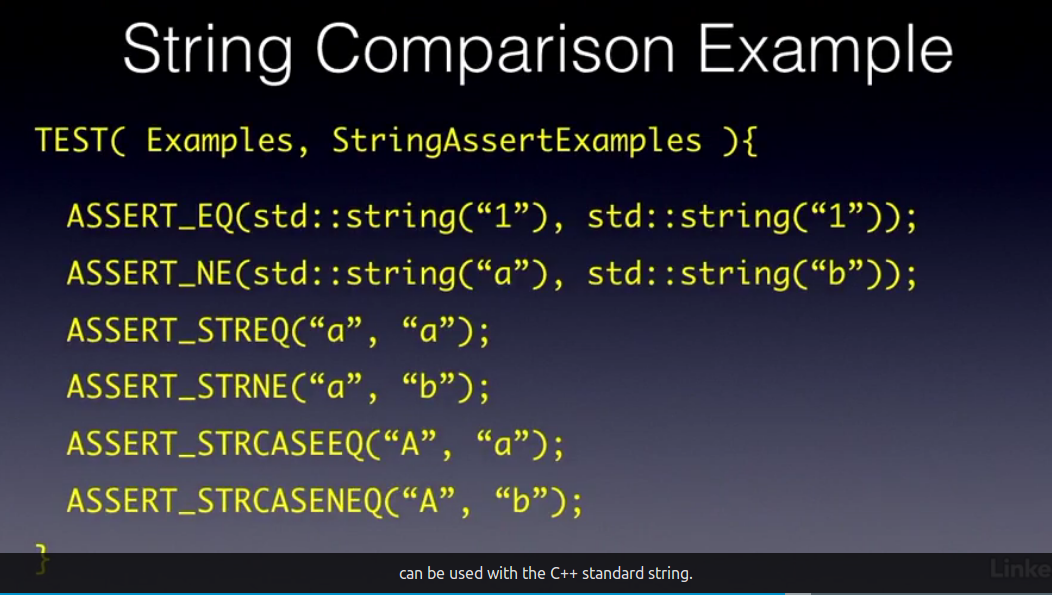 String Comparison Example
TEST( Examples, StringAssertExamples ){
ASSERT_EQ(std::string(“1”), std::string(“1”));
ASSERT_NE(std::string(“a”), std::string(“b”));
ASSERT_STREQ(“a”, “a”);
ASSERT_STRNE(“a”, “b”);
ASSERT_STRCASEEQ(“A”, “a”);
ASSERT_STRCASENEQ(“A”, “b”);
}
can be used with the C++ standard string.
Linke